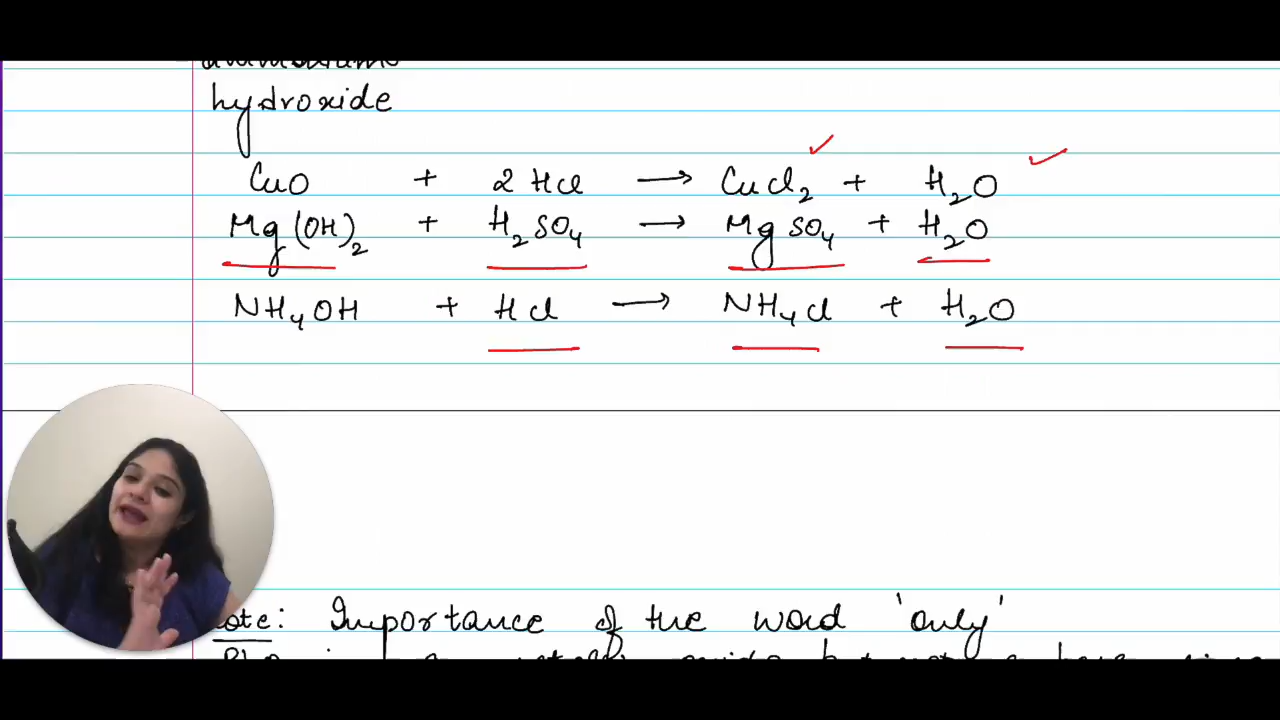 hydroxide
CuO + 2 HCl → CuCl₂ + H₂O
Mg(OH)₂ + H₂SO₄ → MgSO₄ + H₂O
NH₄OH + HCl → NH₄Cl + H₂O
Note: Importance of the word 'only'